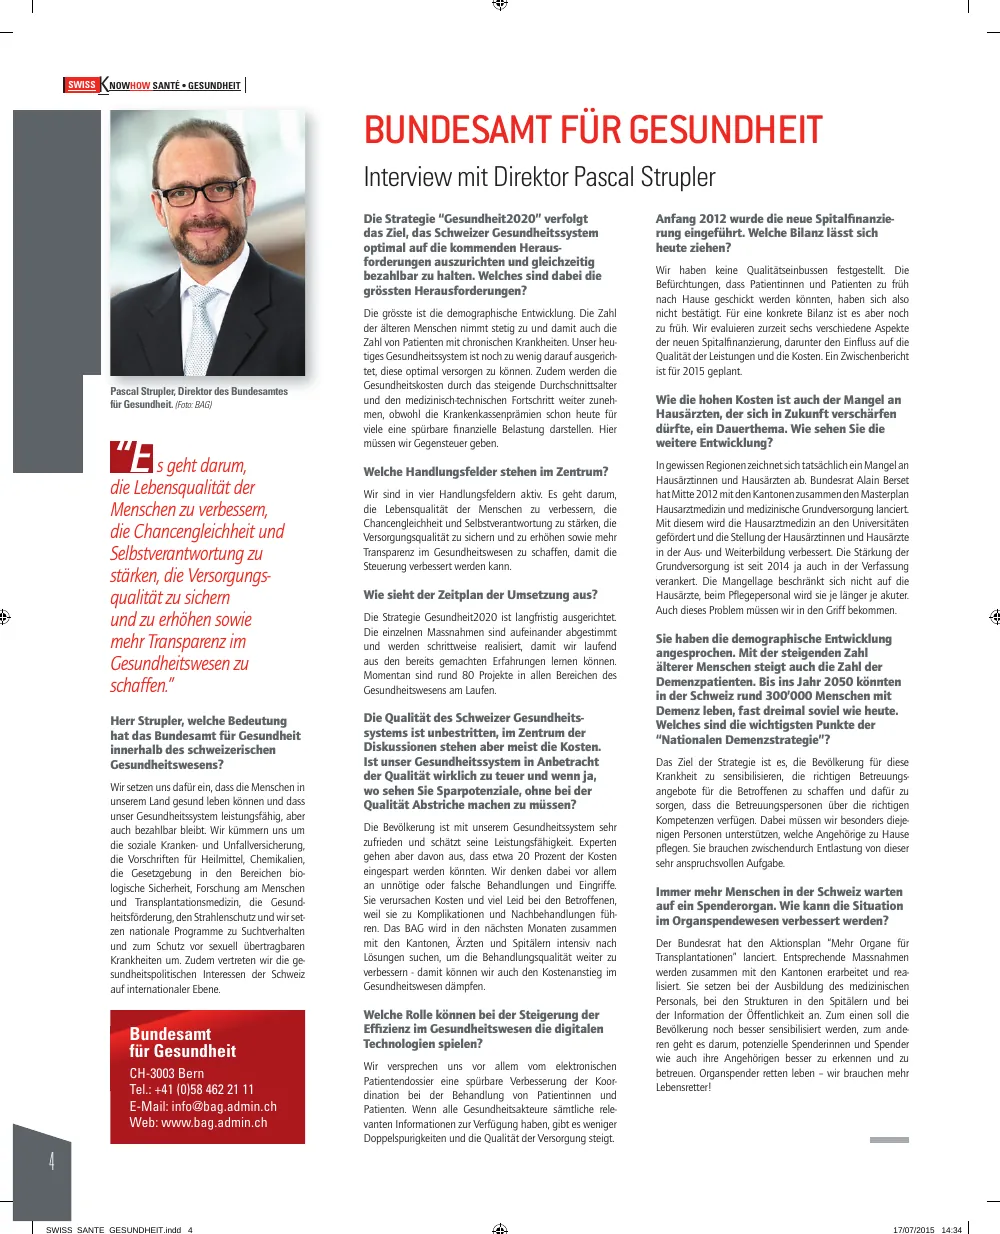 SWISS KNOWHOW SANTÉ • GESUNDHEIT
BUNDESAMT FÜR GESUNDHEIT
Interview mit Direktor Pascal Strupler
Pascal Strupler, Direktor des Bundesamtes
für Gesundheit. (Foto: BAG)
“Es geht darum,
die Lebensqualität der
Menschen zu verbessern,
die Chancengleichheit und
Selbstverantwortung zu
stärken, die Versorgungs-
qualität zu sichern
und zu erhöhen sowie
mehr Transparenz im
Gesundheitswesen zu
schaffen.”
Herr Strupler, welche Bedeutung
hat das Bundesamt für Gesundheit
innerhalb des schweizerischen
Gesundheitswesens?
Wir setzen uns dafür ein, dass die Menschen in
unserem Land gesund leben können und dass
unser Gesundheitssystem leistungsfähig, aber
auch bezahlbar bleibt. Wir kümmern uns um
die soziale Kranken- und Unfallversicherung,
die Vorschriften für Heilmittel, Chemikalien,
die Gesetzgebung in den Bereichen bio-
logische Sicherheit, Forschung am Menschen
und Transplantationsmedizin, die Gesund-
heitsförderung, den Strahlenschutz und wir set-
zen nationale Programme zu Suchtverhalten
und zum Schutz vor sexuell übertragbaren
Krankheiten um. Zudem vertreten wir die ge-
sundheitspolitischen Interessen der Schweiz
auf internationaler Ebene.
Bundesamt
für Gesundheit
CH-3003 Bern
Tel.: +41 (0)58 462 21 11
E-Mail: info@bag.admin.ch
Web: www.bag.admin.ch
Die Strategie “Gesundheit2020” verfolgt
das Ziel, das Schweizer Gesundheitssystem
optimal auf die kommenden Heraus-
forderungen auszurichten und gleichzeitig
bezahlbar zu halten. Welches sind dabei die
grössten Herausforderungen?
Die grösste ist die demographische Entwicklung. Die Zahl
der älteren Menschen nimmt stetig zu und damit auch die
Zahl von Patienten mit chronischen Krankheiten. Unser heu-
tiges Gesundheitssystem ist noch zu wenig darauf ausgerich-
tet, diese optimal versorgen zu können. Zudem werden die
Gesundheitskosten durch das steigende Durchschnittsalter
und den medizinisch-technischen Fortschritt weiter zuneh-
men, obwohl die Krankenkassenprämien schon heute für
viele eine spürbare finanzielle Belastung darstellen. Hier
müssen wir Gegensteuer geben.
Welche Handlungsfelder stehen im Zentrum?
Wir sind in vier Handlungsfeldern aktiv. Es geht darum,
die Lebensqualität der Menschen zu verbessern, die
Chancengleichheit und Selbstverantwortung zu stärken, die
Versorgungsqualität zu sichern und zu erhöhen sowie mehr
Transparenz im Gesundheitswesen zu schaffen, damit die
Steuerung verbessert werden kann.
Wie sieht der Zeitplan der Umsetzung aus?
Die Strategie Gesundheit2020 ist langfristig ausgerichtet.
Die einzelnen Massnahmen sind aufeinander abgestimmt
und werden schrittweise realisiert, damit wir laufend
aus den bereits gemachten Erfahrungen lernen können.
Momentan sind rund 80 Projekte in allen Bereichen des
Gesundheitswesens am Laufen.
Die Qualität des Schweizer Gesundheits-
systems ist unbestritten, im Zentrum der
Diskussionen stehen aber meist die Kosten.
Ist unser Gesundheitssystem in Anbetracht
der Qualität wirklich zu teuer und wenn ja,
wo sehen Sie Sparpotenziale, ohne bei der
Qualität Abstriche machen zu müssen?
Die Bevölkerung ist mit unserem Gesundheitssystem sehr
zufrieden und schätzt seine Leistungsfähigkeit. Experten
gehen aber davon aus, dass etwa 20 Prozent der Kosten
eingespart werden könnten. Wir denken dabei vor allem
an unnötige oder falsche Behandlungen und Eingriffe.
Sie verursachen Kosten und viel Leid bei den Betroffenen,
weil sie zu Komplikationen und Nachbehandlungen füh-
ren. Das BAG wird in den nächsten Monaten zusammen
mit den Kantonen, Ärzten und Spitälern intensiv nach
Lösungen suchen, um die Behandlungsqualität weiter zu
verbessern - damit können wir auch den Kostenanstieg im
Gesundheitswesen dämpfen.
Welche Rolle können bei der Steigerung der
Effizienz im Gesundheitswesen die digitalen
Technologien spielen?
Wir versprechen uns vor allem vom elektronischen
Patientendossier eine spürbare Verbesserung der Koor-
dination bei der Behandlung von Patientinnen und
Patienten. Wenn alle Gesundheitsakteure sämtliche rele-
vanten Informationen zur Verfügung haben, gibt es weniger
Doppelspurigkeiten und die Qualität der Versorgung steigt.
Anfang 2012 wurde die neue Spitalfinanzie-
rung eingeführt. Welche Bilanz lässt sich
heute ziehen?
Wir haben keine Qualitätseinbussen festgestellt. Die
Befürchtungen, dass Patientinnen und Patienten zu früh
nach Hause geschickt werden könnten, haben sich also
nicht bestätigt. Für eine konkrete Bilanz ist es aber noch
zu früh. Wir evaluieren zurzeit sechs verschiedene Aspekte
der neuen Spitalfinanzierung, darunter den Einfluss auf die
Qualität der Leistungen und die Kosten. Ein Zwischenbericht
ist für 2015 geplant.
Wie die hohen Kosten ist auch der Mangel an
Hausärzten, der sich in Zukunft verschärfen
dürfte, ein Dauerthema. Wie sehen Sie die
weitere Entwicklung?
In gewissen Regionen zeichnet sich tatsächlich ein Mangel an
Hausärztinnen und Hausärzten ab. Bundesrat Alain Berset
hat Mitte 2012 mit den Kantonen zusammen den Masterplan
Hausarztmedizin und medizinische Grundversorgung lanciert.
Mit diesem wird die Hausarztmedizin an den Universitäten
gefördert und die Stellung der Hausärztinnen und Hausärzte
in der Aus- und Weiterbildung verbessert. Die Stärkung der
Grundversorgung ist seit 2014 ja auch in der Verfassung
verankert. Die Mangellage beschränkt sich nicht auf die
Hausärzte, beim Pflegepersonal wird sie je länger je akuter.
Auch dieses Problem müssen wir in den Griff bekommen.
Sie haben die demographische Entwicklung
angesprochen. Mit der steigenden Zahl
älterer Menschen steigt auch die Zahl der
Demenzpatienten. Bis ins Jahr 2050 könnten
in der Schweiz rund 300’000 Menschen mit
Demenz leben, fast dreimal soviel wie heute.
Welches sind die wichtigsten Punkte der
“Nationalen Demenzstrategie”?
Das Ziel der Strategie ist es, die Bevölkerung für diese
Krankheit zu sensibilisieren, die richtigen Betreuungs-
angebote für die Betroffenen zu schaffen und dafür zu
sorgen, dass die Betreuungspersonen über die richtigen
Kompetenzen verfügen. Dabei müssen wir besonders dieje-
nigen Personen unterstützen, welche Angehörige zu Hause
pflegen. Sie brauchen zwischendurch Entlastung von dieser
sehr anspruchsvollen Aufgabe.
Immer mehr Menschen in der Schweiz warten
auf ein Spenderorgan. Wie kann die Situation
im Organspendewesen verbessert werden?
Der Bundesrat hat den Aktionsplan “Mehr Organe für
Transplantationen” lanciert. Entsprechende Massnahmen
werden zusammen mit den Kantonen erarbeitet und rea-
lisiert. Sie setzen bei der Ausbildung des medizinischen
Personals, bei den Strukturen in den Spitälern und bei
der Information der Öffentlichkeit an. Zum einen soll die
Bevölkerung noch besser sensibilisiert werden, zum ande-
ren geht es darum, potenzielle Spenderinnen und Spender
wie auch ihre Angehörigen besser zu erkennen und zu
betreuen. Organspender retten leben – wir brauchen mehr
Lebensretter!
4
SWISS_SANTE_GESUNDHEIT.indd 4
17/07/2015 14:34